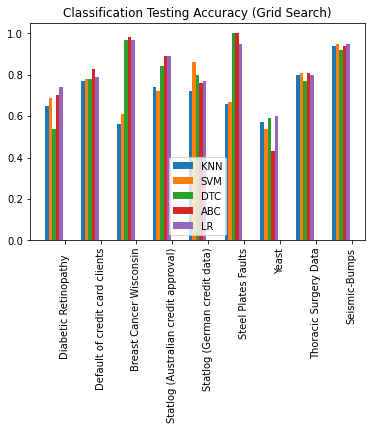 Classification Testing Accuracy (Grid Search)
1.0
0.8
0.6
0.4
0.2
0.0
KNN
SVM
DTC
ABC
LR
Diabetic Retinopathy
Default of credit card clients
Breast Cancer Wisconsin
Statlog (Australian credit approval)
Statlog (German credit data)
Steel Plates Faults
Yeast
Thoracic Surgery Data
Seismic-Bumps